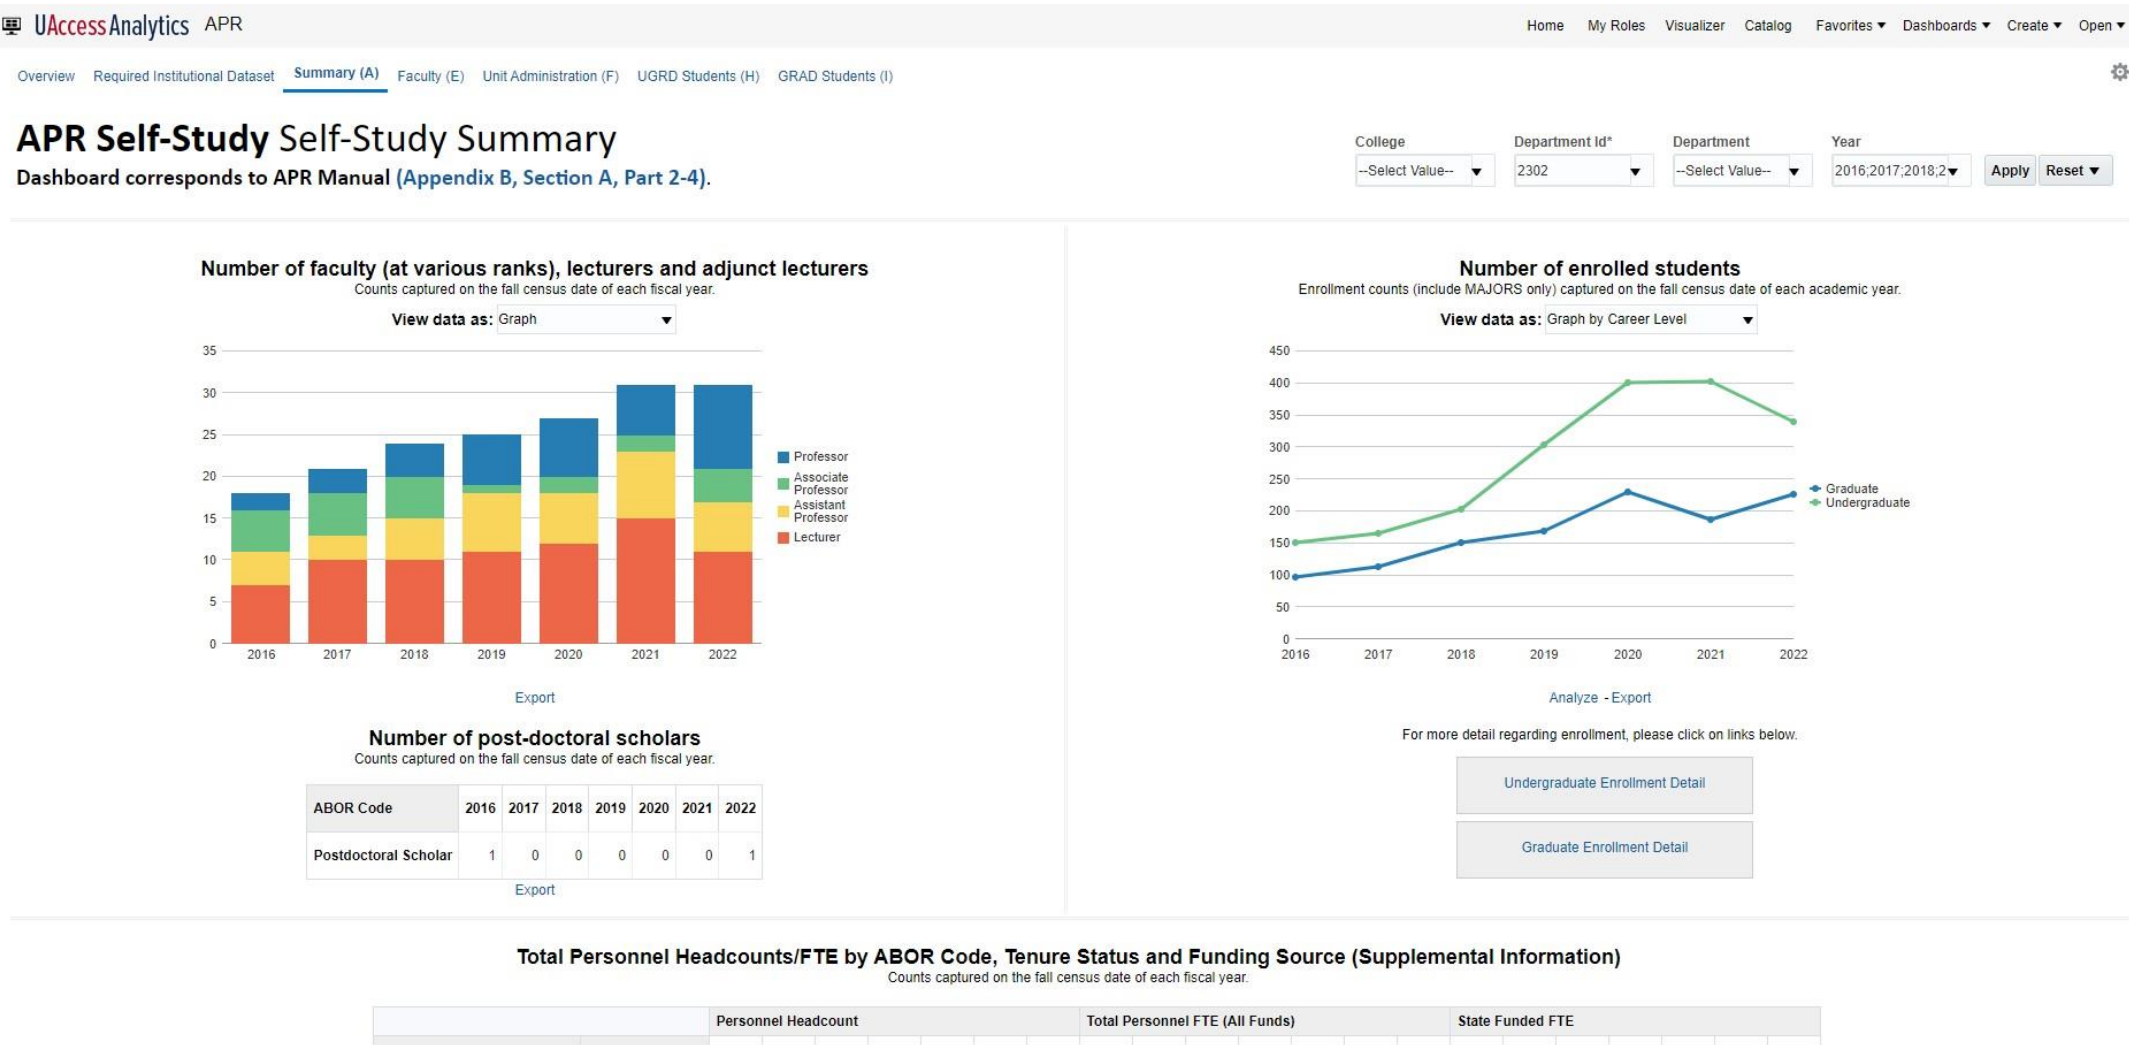 UAccess Analytics APR
Home My Roles Visualizer Catalog Favorites Dashboards Create Open
Overview Required Institutional Dataset Summary (A) Faculty (E) Unit Administration (F) UGRD Students (H) GRAD Students (I)
APR Self-Study Self-Study Summary
Dashboard corresponds to APR Manual (Appendix B, Section A, Part 2-4).
College Department Id* Department Year
--Select Value-- 2302 --Select Value-- 2016;2017;2018;2 Apply Reset
Number of faculty (at various ranks), lecturers and adjunct lecturers
Counts captured on the fall census date of each fiscal year.
View data as: Graph
35
30
25
20
15
10
5
0
2016 2017 2018 2019 2020 2021 2022
Professor
Associate
Professor
Assistant
Professor
Lecturer
Export
Number of post-doctoral scholars
Counts captured on the fall census date of each fiscal year.
ABOR Code 2016 2017 2018 2019 2020 2021 2022
Postdoctoral Scholar 1 0 0 0 0 0 1
Export
Number of enrolled students
Enrollment counts (include MAJORS only) captured on the fall census date of each academic year.
View data as: Graph by Career Level
450
400
350
300
250
200
150
100
50
0
2016 2017 2018 2019 2020 2021 2022
Graduate
Undergraduate
Analyze - Export
For more detail regarding enrollment, please click on links below.
Undergraduate Enrollment Detail
Graduate Enrollment Detail
Total Personnel Headcounts/FTE by ABOR Code, Tenure Status and Funding Source (Supplemental Information)
Counts captured on the fall census date of each fiscal year.
Personnel Headcount Total Personnel FTE (All Funds) State Funded FTE